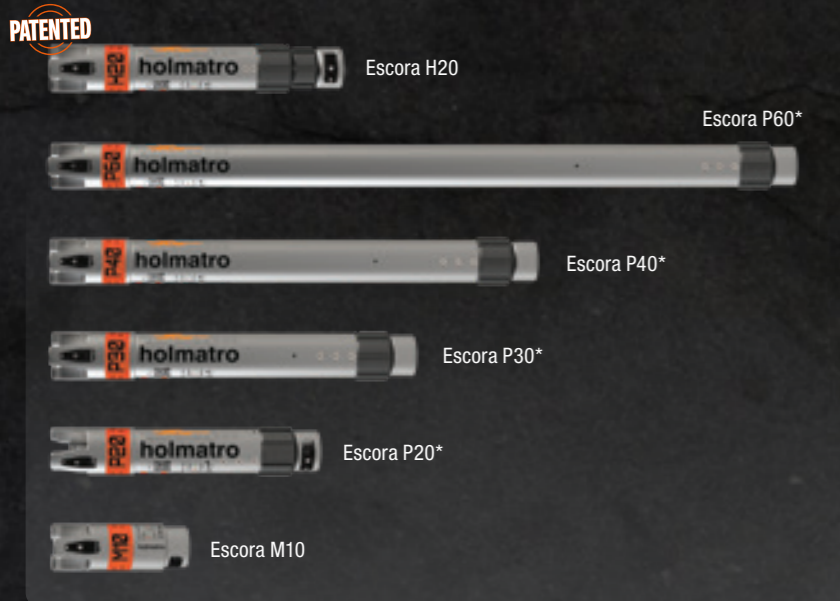 PATENTED
H20 holmatro
Escora H20
Escora P60*
P60 holmatro
P40 holmatro
Escora P40*
P30 holmatro
Escora P30*
P20 holmatro
Escora P20*
M10 holmatro
Escora M10